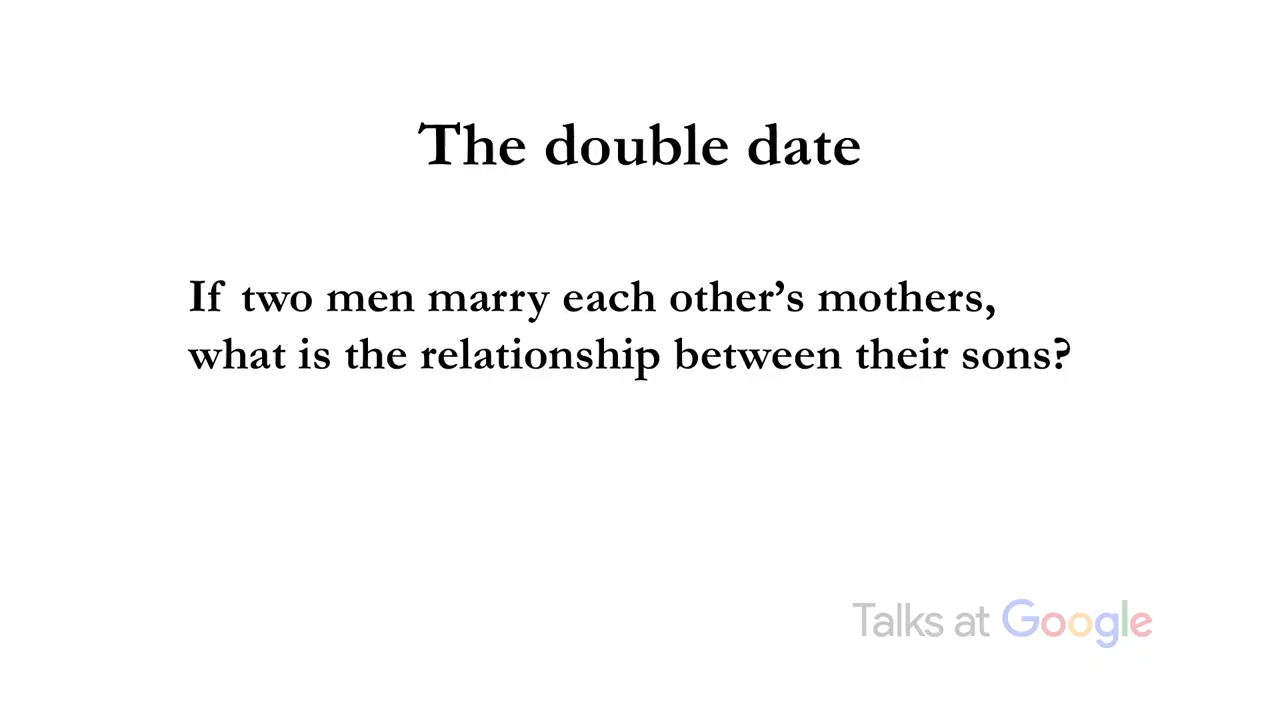 The double date
If two men marry each other’s mothers,
what is the relationship between their sons?
Talks at Google